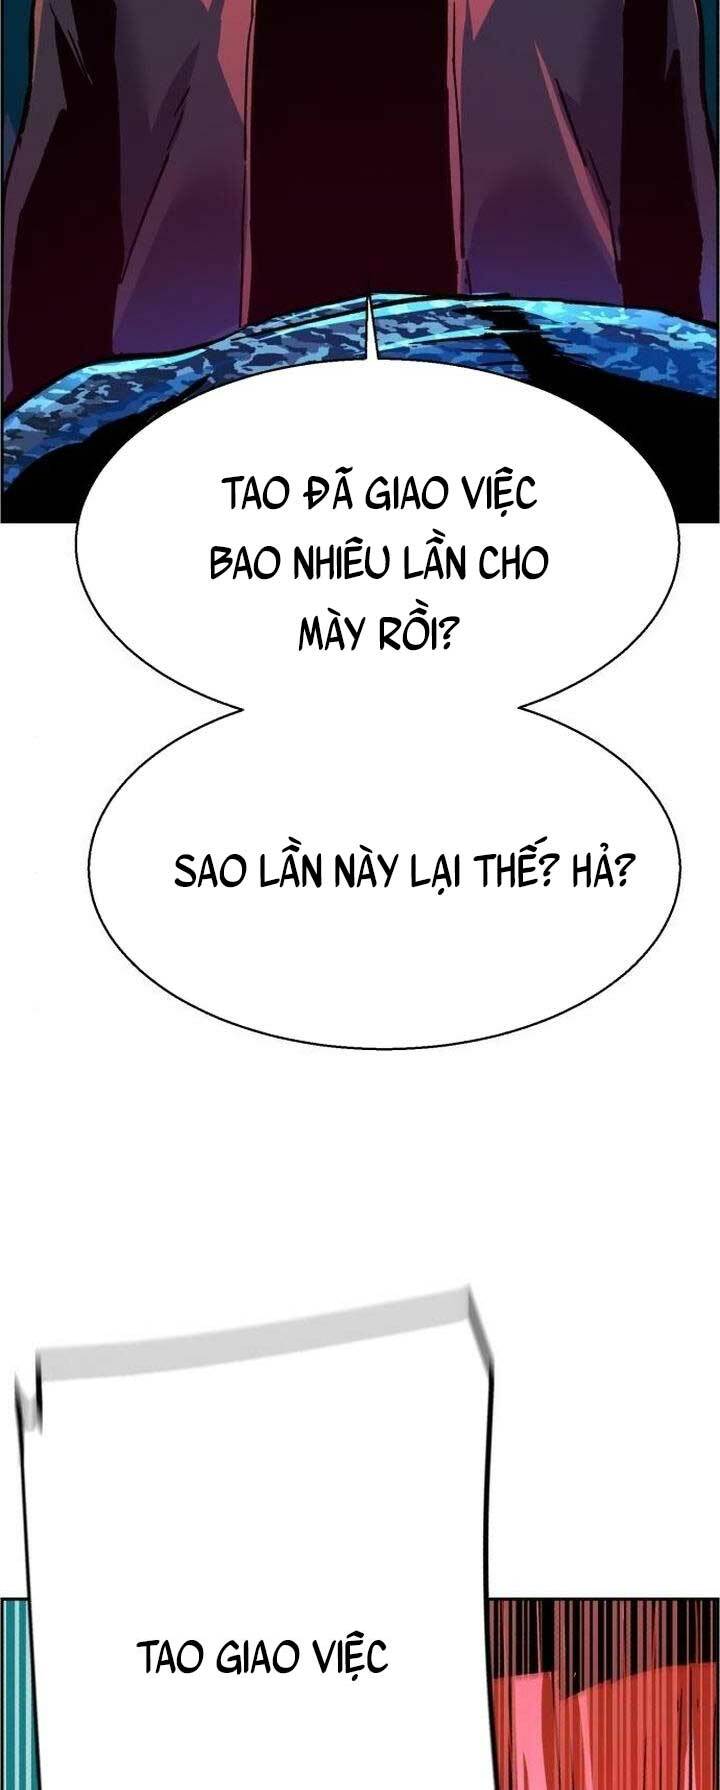 TAO ĐÃ GIAO VIỆC
BAO NHIÊU LẦN CHO
MÀY RỒI?
SAO LẦN NÀY LẠI THẾ? HẢ?
TAO GIAO VIỆC